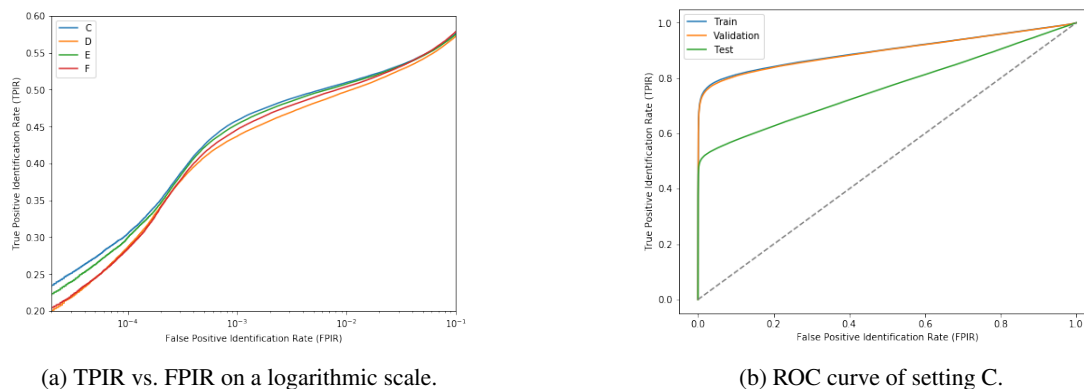 0.60
0.55
0.50
0.45
0.40
0.35
0.30
0.25
0.20
True Positive Identification Rate (TPIR)
C
D
E
F
10⁻⁴ 10⁻³ 10⁻² 10⁻¹
False Positive Identification Rate (FPIR)
(a) TPIR vs. FPIR on a logarithmic scale.
1.0
0.8
0.6
0.4
0.2
0.0
True Positive Identification Rate (TPIR)
Train
Validation
Test
0.0 0.2 0.4 0.6 0.8 1.0
False Positive Identification Rate (FPIR)
(b) ROC curve of setting C.